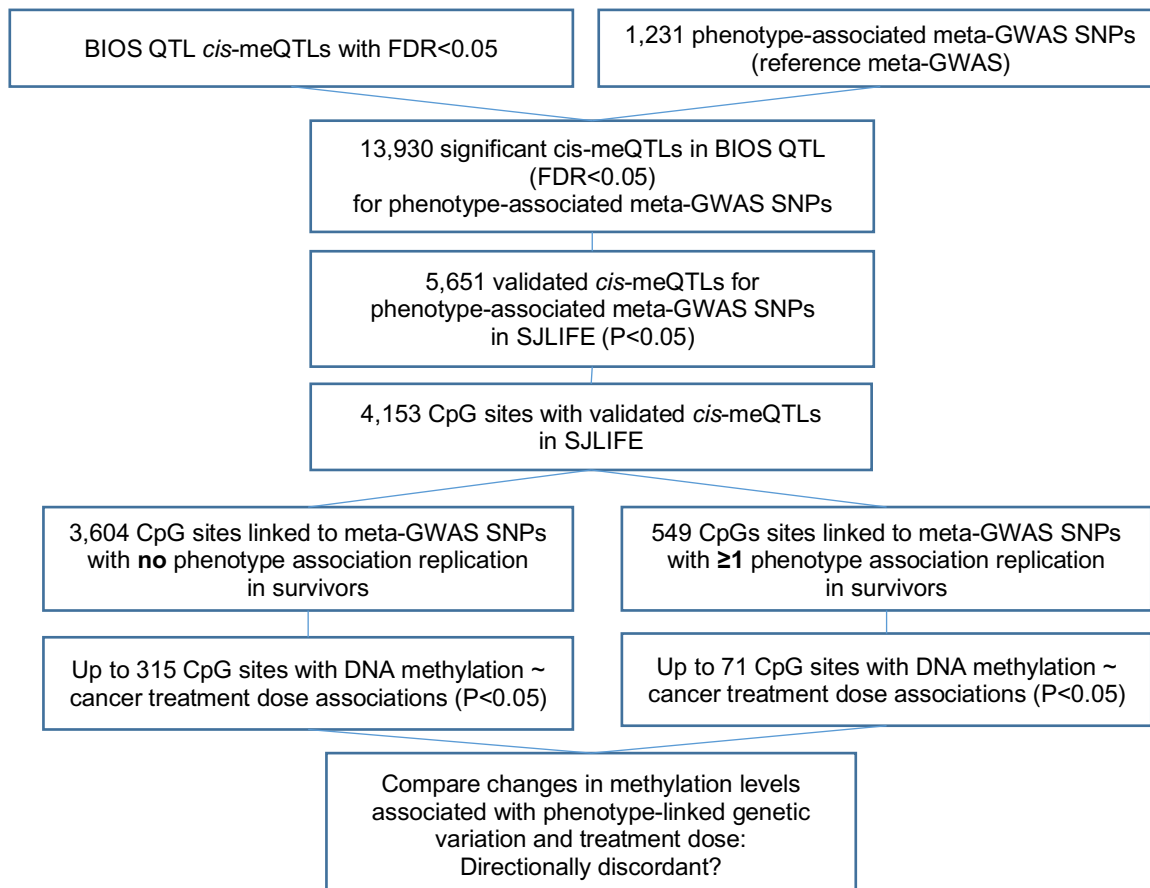 BIOS QTL cis-meQTLs with FDR<0.05
1,231 phenotype-associated meta-GWAS SNPs
(reference meta-GWAS)
13,930 significant cis-meQTLs in BIOS QTL
(FDR<0.05)
for phenotype-associated meta-GWAS SNPs
5,651 validated cis-meQTLs for
phenotype-associated meta-GWAS SNPs
in SJLIFE (P<0.05)
4,153 CpG sites with validated cis-meQTLs
in SJLIFE
3,604 CpG sites linked to meta-GWAS SNPs
with no phenotype association replication
in survivors
549 CpGs sites linked to meta-GWAS SNPs
with ≥1 phenotype association replication
in survivors
Up to 315 CpG sites with DNA methylation ~
cancer treatment dose associations (P<0.05)
Up to 71 CpG sites with DNA methylation ~
cancer treatment dose associations (P<0.05)
Compare changes in methylation levels
associated with phenotype-linked genetic
variation and treatment dose:
Directionally discordant?